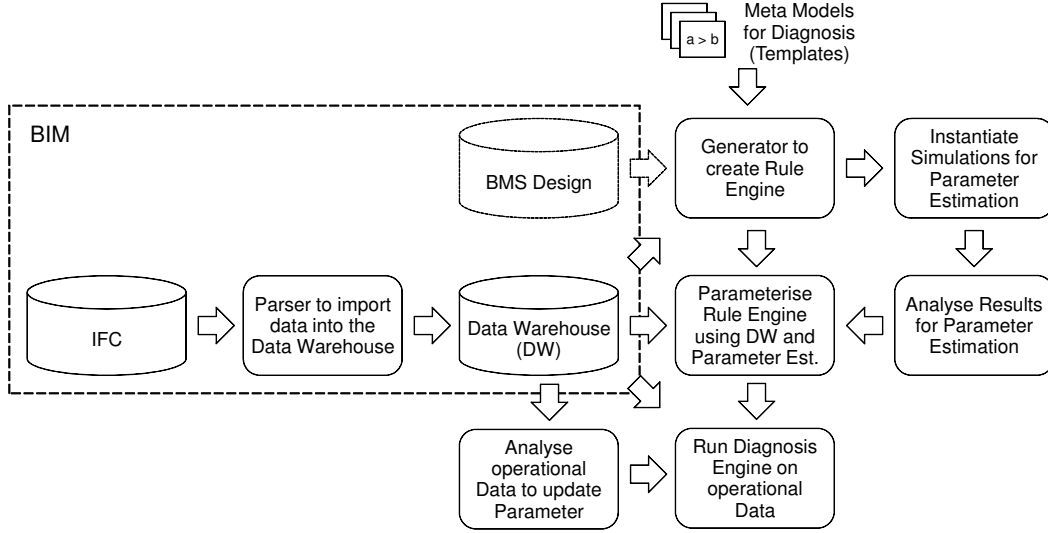 Meta Models
for Diagnosis
(Templates)
a > b
BIM
BMS Design
Generator to
create Rule
Engine
Instantiate
Simulations for
Parameter
Estimation
IFC
Parser to import
data into the
Data Warehouse
Data Warehouse
(DW)
Parameterise
Rule Engine
using DW and
Parameter Est.
Analyse Results
for Parameter
Estimation
Analyse
operational
Data to update
Parameter
Run Diagnosis
Engine on
operational
Data